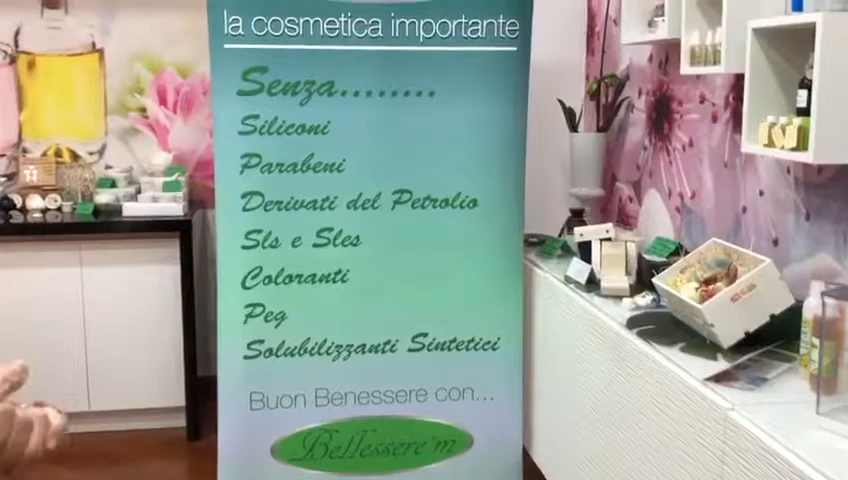 la cosmetica importante
Senza........
Siliconi
Parabeni
Derivati del Petrolio
Sls e Sles
Coloranti
Peg
Solubilizzanti Sintetici
Buon Benessere con...
Bellessere'm